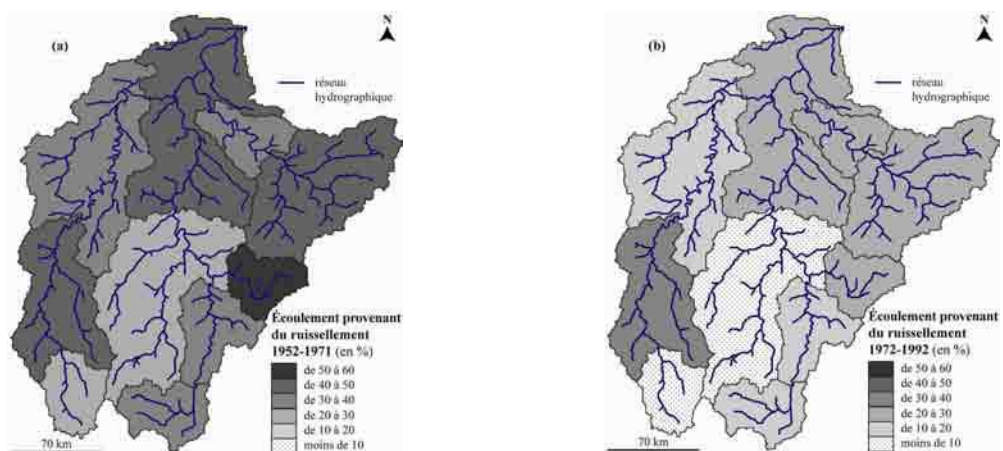 (a)
N
réseau
hydrographique
Écoulement provenant
du ruissellement
1952-1971 (en %)
de 50 à 60
de 40 à 50
de 30 à 40
de 20 à 30
de 10 à 20
moins de 10
70 km
(b)
N
réseau
hydrographique
Écoulement provenant
du ruissellement
1972-1992 (en %)
de 50 à 60
de 40 à 50
de 30 à 40
de 20 à 30
de 10 à 20
moins de 10
70 km